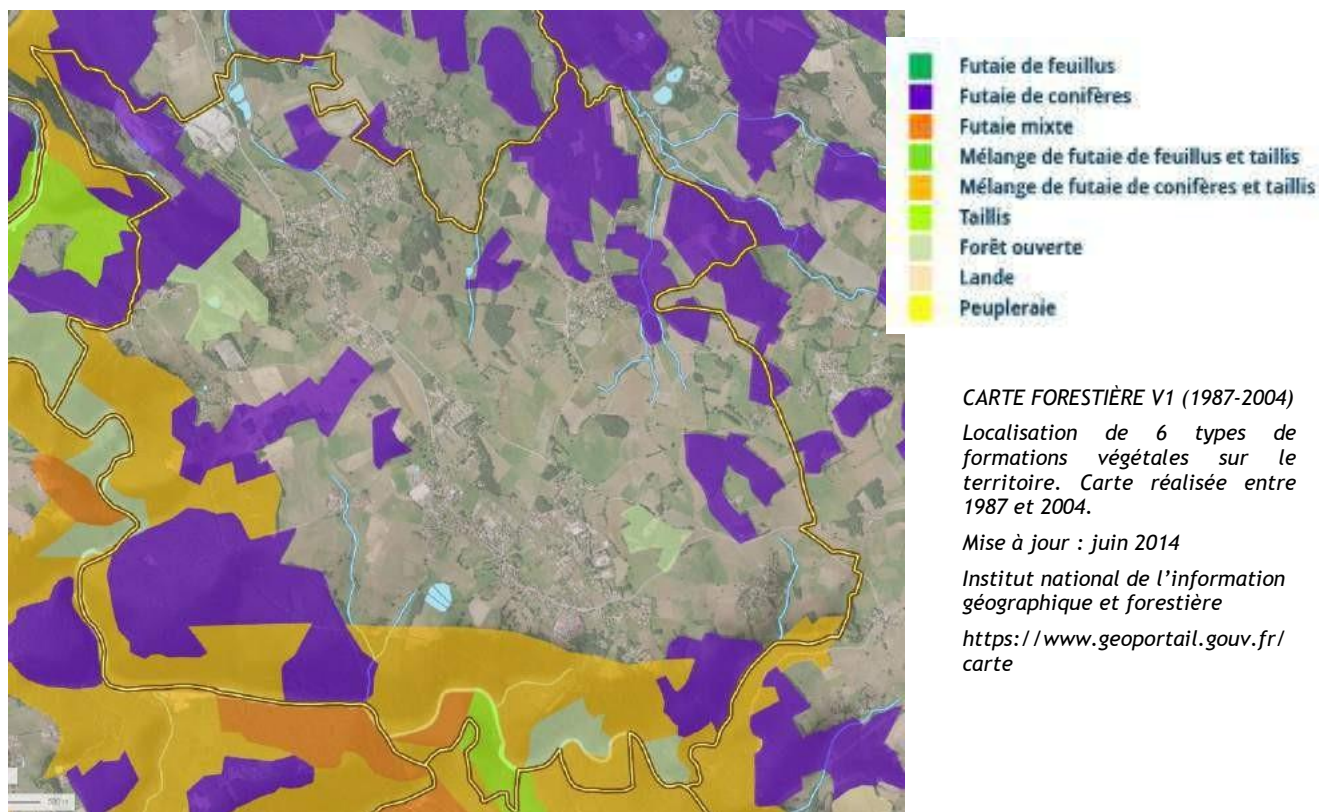 Futaie de feuillus
Futaie de conifères
Futaie mixte
Mélange de futaie de feuillus et taillis
Mélange de futaie de conifères et taillis
Taillis
Forêt ouverte
Lande
Peupleraie
CARTE FORESTIÈRE V1 (1987-2004)
Localisation de 6 types de
formations végétales sur le
territoire. Carte réalisée entre
1987 et 2004.
Mise à jour : juin 2014
Institut national de l'information
géographique et forestière
https://www.geoportail.gouv.fr/
carte